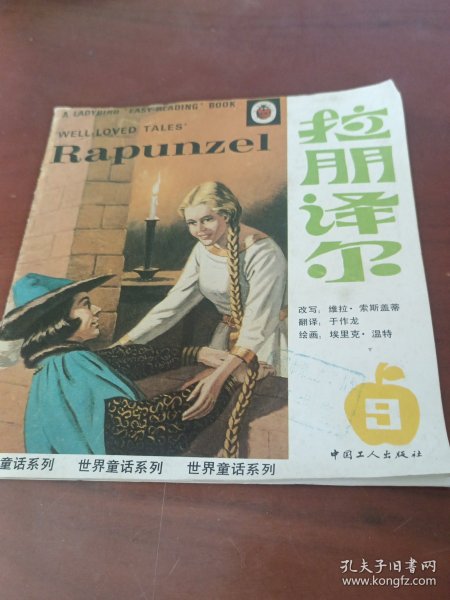 A LADYBIRD 'EASY-READING' BOOK
'WELL-LOVED TALES'
Rapunzel
拉朋译尔
改写：维拉·索斯盖蒂
翻译：于作龙
绘画：埃里克·温特
9
中国工人出版社
童话系列 世界童话系列 世界童话系列
孔夫子旧书网
www.kongfz.com